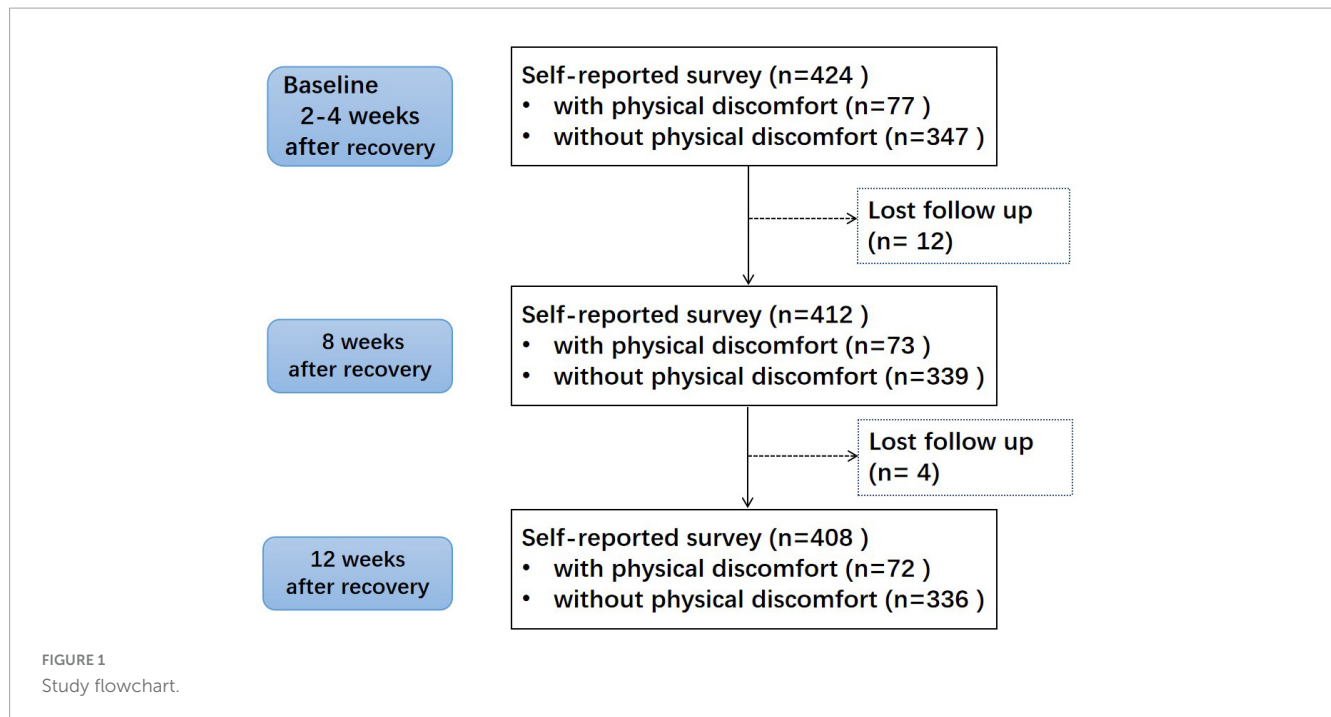 Baseline
2-4 weeks
after recovery
Self-reported survey (n=424 )
• with physical discomfort (n=77 )
• without physical discomfort (n=347 )
Lost follow up
(n= 12)
8 weeks
after recovery
Self-reported survey (n=412 )
• with physical discomfort (n=73 )
• without physical discomfort (n=339 )
Lost follow up
(n= 4)
12 weeks
after recovery
Self-reported survey (n=408 )
• with physical discomfort (n=72 )
• without physical discomfort (n=336 )
FIGURE 1
Study flowchart.